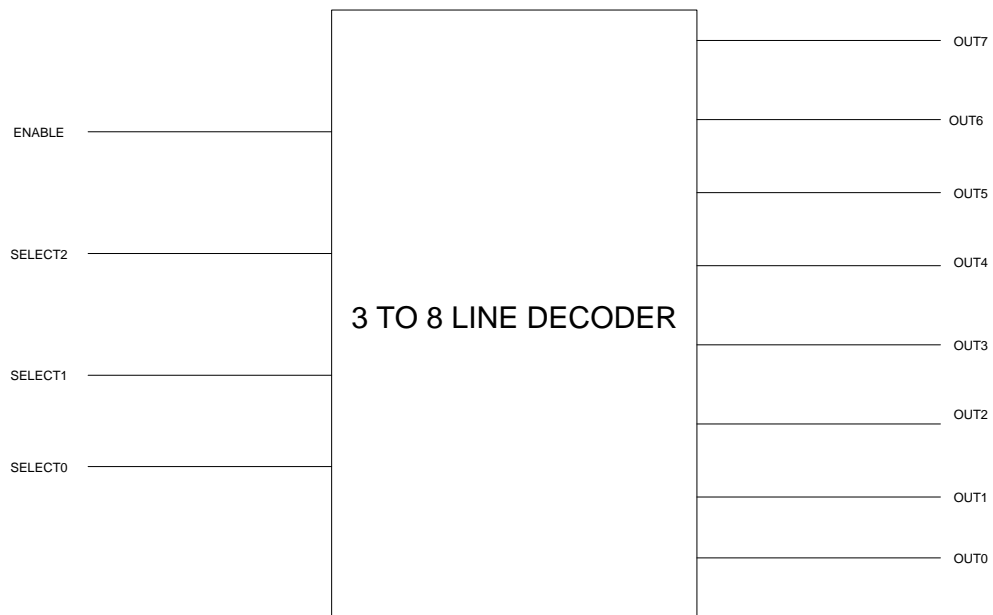 ENABLE
SELECT2
SELECT1
SELECT0
3 TO 8 LINE DECODER
OUT7
OUT6
OUT5
OUT4
OUT3
OUT2
OUT1
OUT0